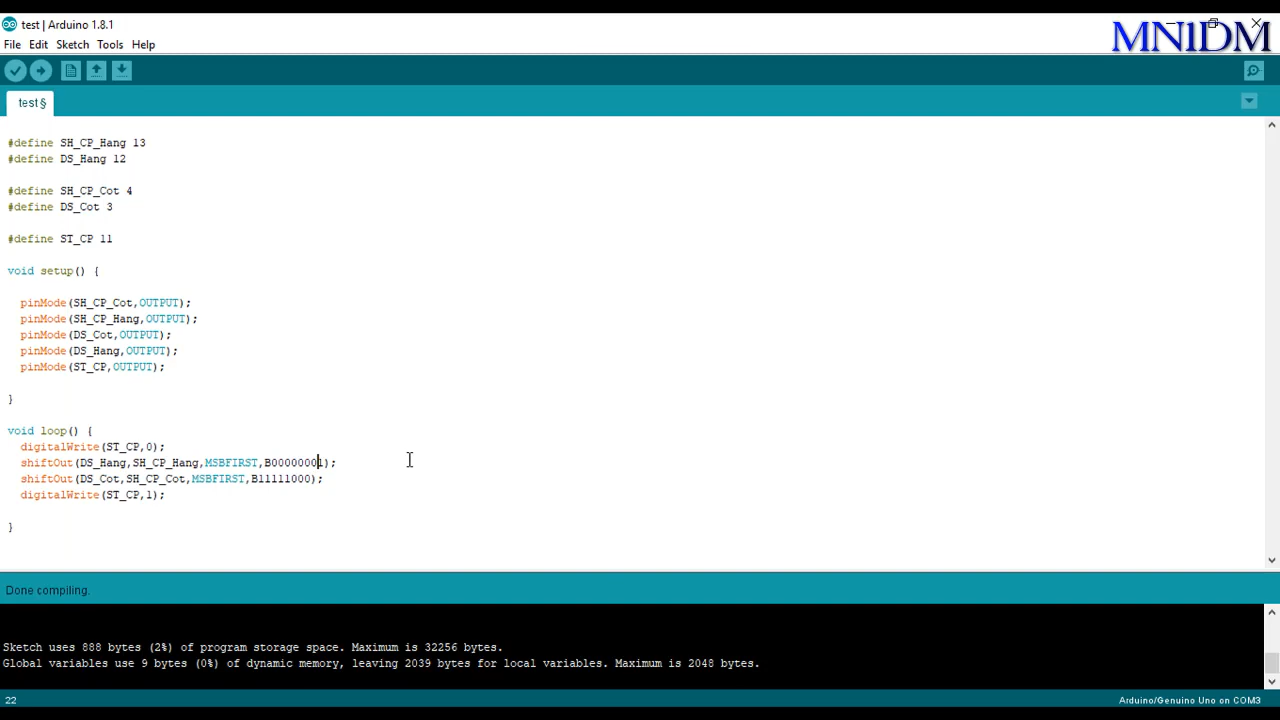 test | Arduino 1.8.1
MN1DM
File Edit Sketch Tools Help
test §
#define SH_CP_Hang 13
#define DS_Hang 12
#define SH_CP_Cot 4
#define DS_Cot 3
#define ST_CP 11
void setup() {
pinMode(SH_CP_Cot,OUTPUT);
pinMode(SH_CP_Hang,OUTPUT);
pinMode(DS_Cot,OUTPUT);
pinMode(DS_Hang,OUTPUT);
pinMode(ST_CP,OUTPUT);
}
void loop() {
digitalWrite(ST_CP,0);
shiftOut(DS_Hang,SH_CP_Hang,MSBFIRST,B00000001);
shiftOut(DS_Cot,SH_CP_Cot,MSBFIRST,B11111000);
digitalWrite(ST_CP,1);
}
Done compiling.
Sketch uses 888 bytes (2%) of program storage space. Maximum is 32256 bytes.
Global variables use 9 bytes (0%) of dynamic memory, leaving 2039 bytes for local variables. Maximum is 2048 bytes.
22
Arduino/Genuino Uno on COM3